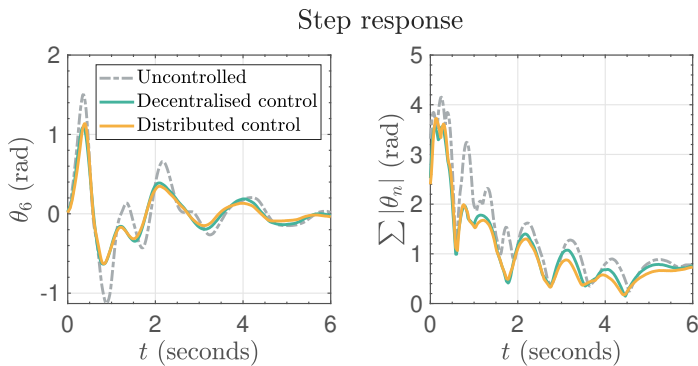 Step response
2
1
0
-1
θ₆ (rad)
Uncontrolled
Decentralised control
Distributed control
0 2 4 6
t (seconds)
5
4
3
2
1
0
∑ |θₙ| (rad)
0 2 4 6
t (seconds)